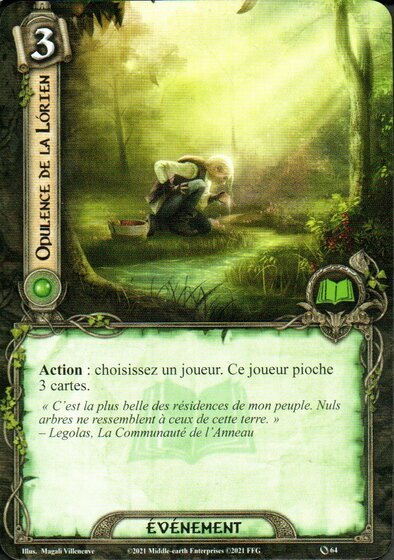 3
Opulence de la Lórien
Action : choisissez un joueur. Ce joueur pioche
3 cartes.
« C'est la plus belle des résidences de mon peuple. Nuls
arbres ne ressemblent à ceux de cette terre. »
– Legolas, La Communauté de l'Anneau
ÉVÉNEMENT
Illus. Magali Villeneuve ©2021 Middle-earth Enterprises ©2021 FFG 64